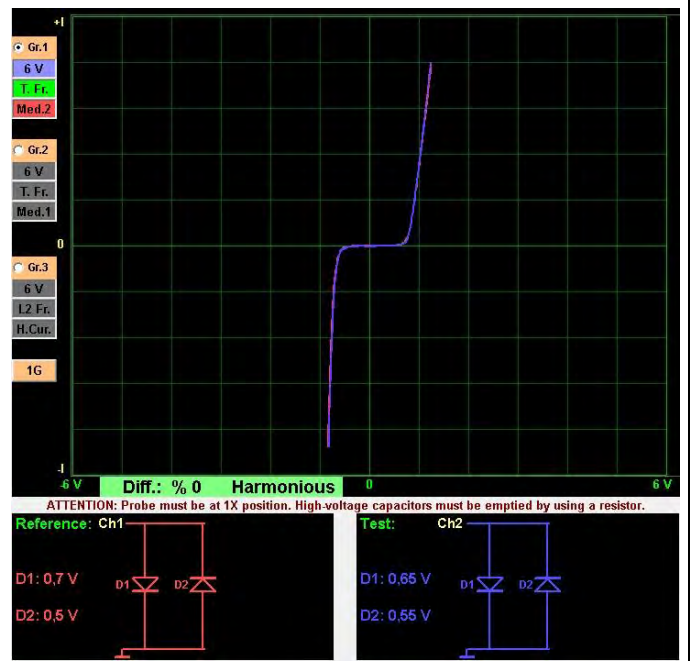 +I
Gr.1
6 V
T. Fr.
Med.2
Gr.2
6 V
T. Fr.
Med.1
0
Gr.3
6 V
L2 Fr.
H.Cur.
1G
-I
-6 V Diff.: % 0 Harmonious 0 6 V
ATTENTION: Probe must be at 1X position. High-voltage capacitors must be emptied by using a resistor.
Reference: Ch1
D1: 0,7 V D1 D2
D2: 0,5 V
Test: Ch2
D1: 0,65 V D1 D2
D2: 0,55 V